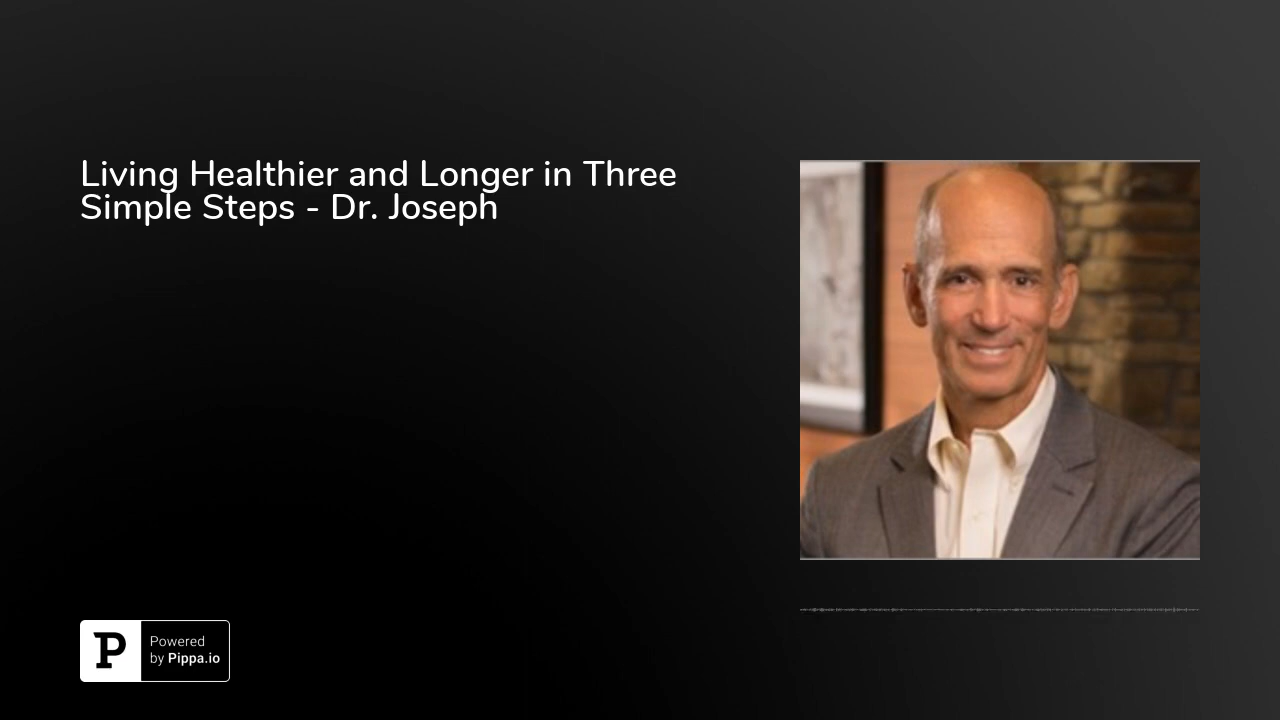 Living Healthier and Longer in Three
Simple Steps - Dr. Joseph
P
Powered
by Pippa.io